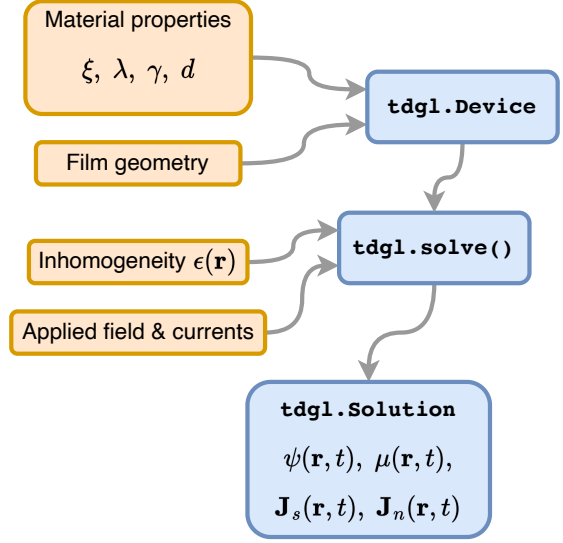 Material properties
ξ, λ, γ, d
tdgl.Device
Film geometry
Inhomogeneity ϵ(r)
tdgl.solve()
Applied field & currents
tdgl.Solution
ψ(r, t), μ(r, t),
J_s(r, t), J_n(r, t)